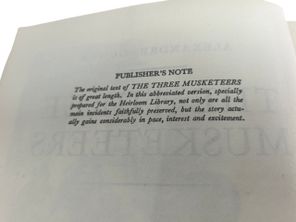 PUBLISHER'S NOTE
The original text of THE THREE MUSKETEERS
is of great length. In this abbreviated version, specially
prepared for the Heirloom Library, not only are all the
main incidents faithfully preserved, but the story actu-
ally gains considerably in pace, interest and excitement.
MUSKETEERS